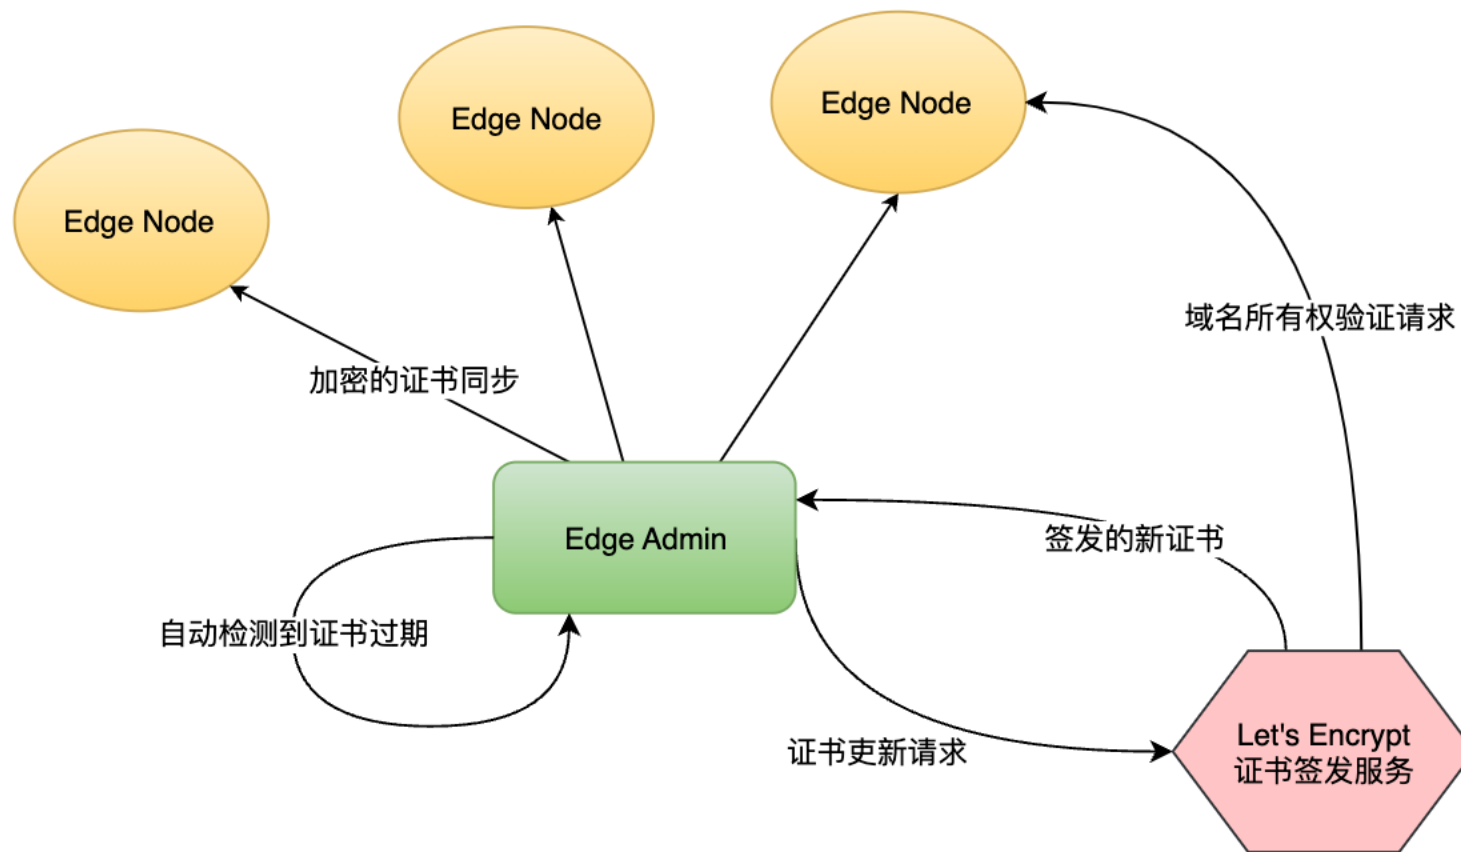 Edge Node
Edge Node
Edge Node
域名所有权验证请求
加密的证书同步
Edge Admin
签发的新证书
自动检测到证书过期
证书吏新请求
Let's Encrypt
证书签发服务